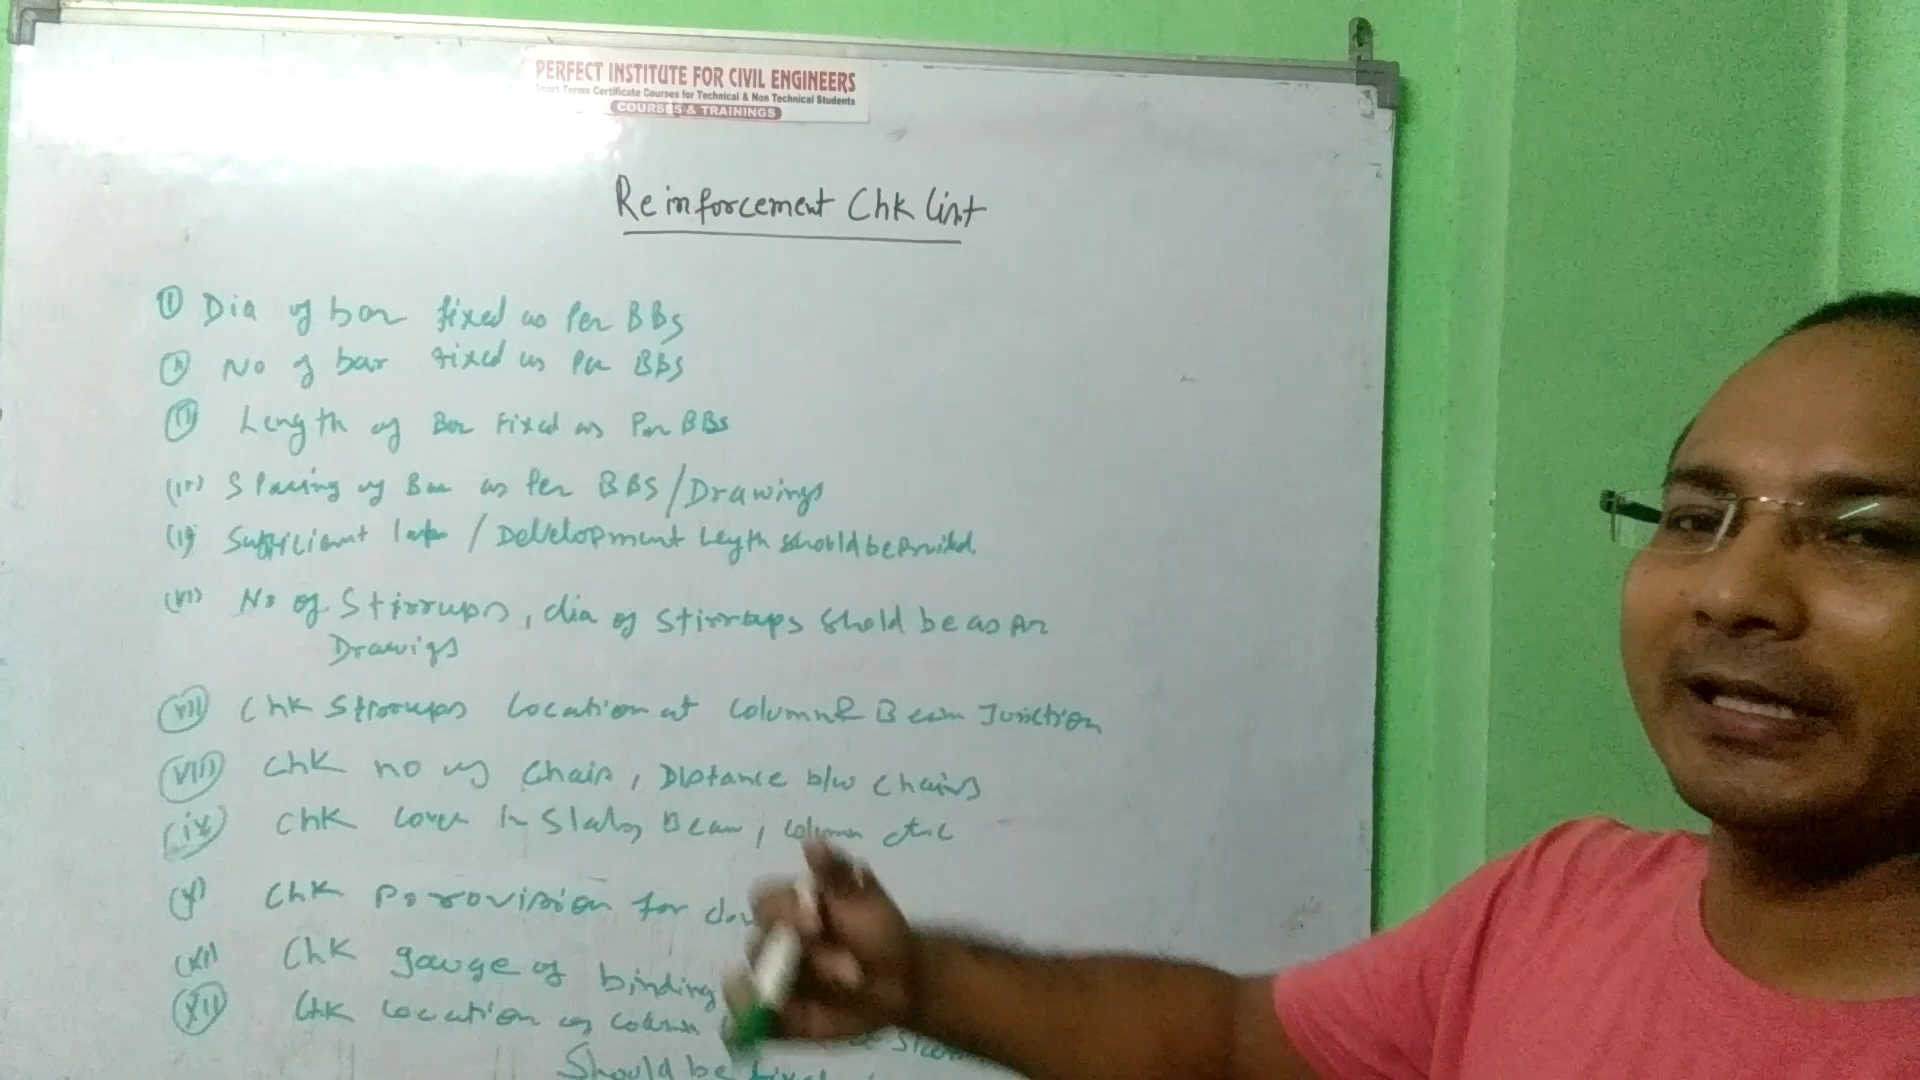 PERFECT INSTITUTE FOR CIVIL ENGINEERS
Short Terms Certificate Courses for Technical & Non Technical Students
COURSES & TRAININGS
Reinforcement Chk list
(I) Dia of bar fixed as Per BBS
(II) No of bar fixed as Per BBS
(III) Length of Bar Fixed as Per BBS
(iv) Spacing of Bar as Per BBS/Drawings
(v) Sufficient lap / Development Length should be Provided
(vi) No of Stirrups, dia of Stirrups Shold be as Per
Drawigs
(vii) Chk Stirrups Location at Column & Beam Junction
(viii) Chk no of Chair, Distance b/w Chairs
(ix) Chk Cover in Slab, Beam, Column etc
(x) Chk Porovision for
(xi) Chk gauge of binding
(xii) Chk Location of Column
Should be fixed